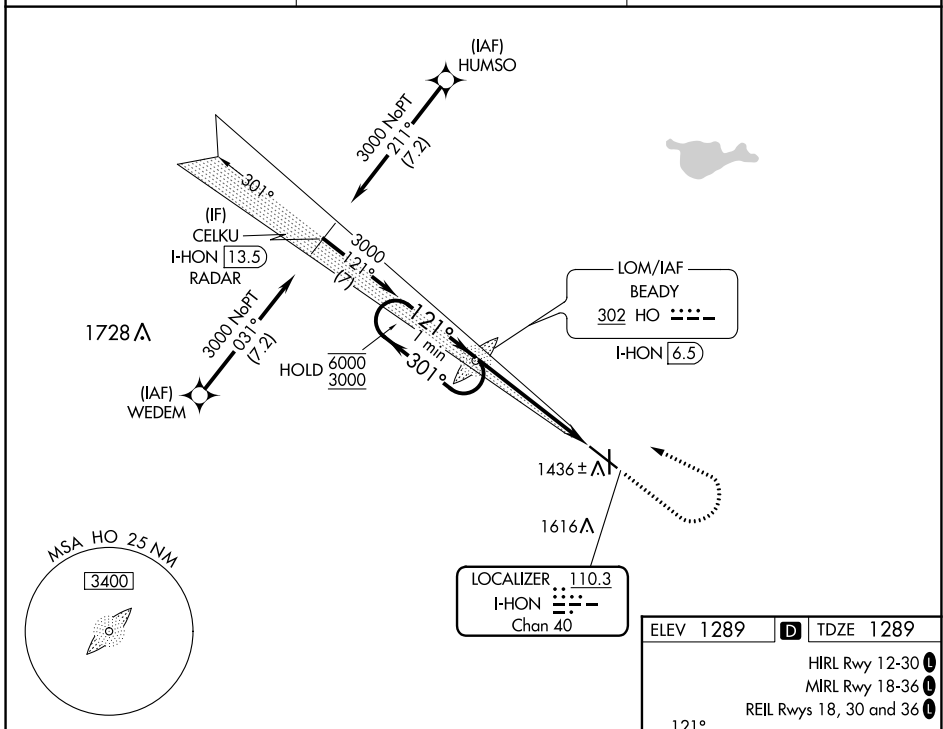 (IAF)
HUMSO
3000 NoPT
211°
(7.2)
301°
(IF)
CELKU
I-HON 13.5
RADAR
3000
121°
(7)
LOM/IAF
BEADY
302 HO
I-HON 6.5
1728
3000 NoPT
031°
(7.2)
(IAF)
WEDEM
HOLD 6000
3000
121°
1 min
301°
1436 ±
1616
MSA HO 25 NM
3400
LOCALIZER 110.3
I-HON
Chan 40
ELEV 1289 D TDZE 1289
HIRL Rwy 12-30 L
MIRL Rwy 18-36 L
REIL Rwys 18, 30 and 36 L
121°